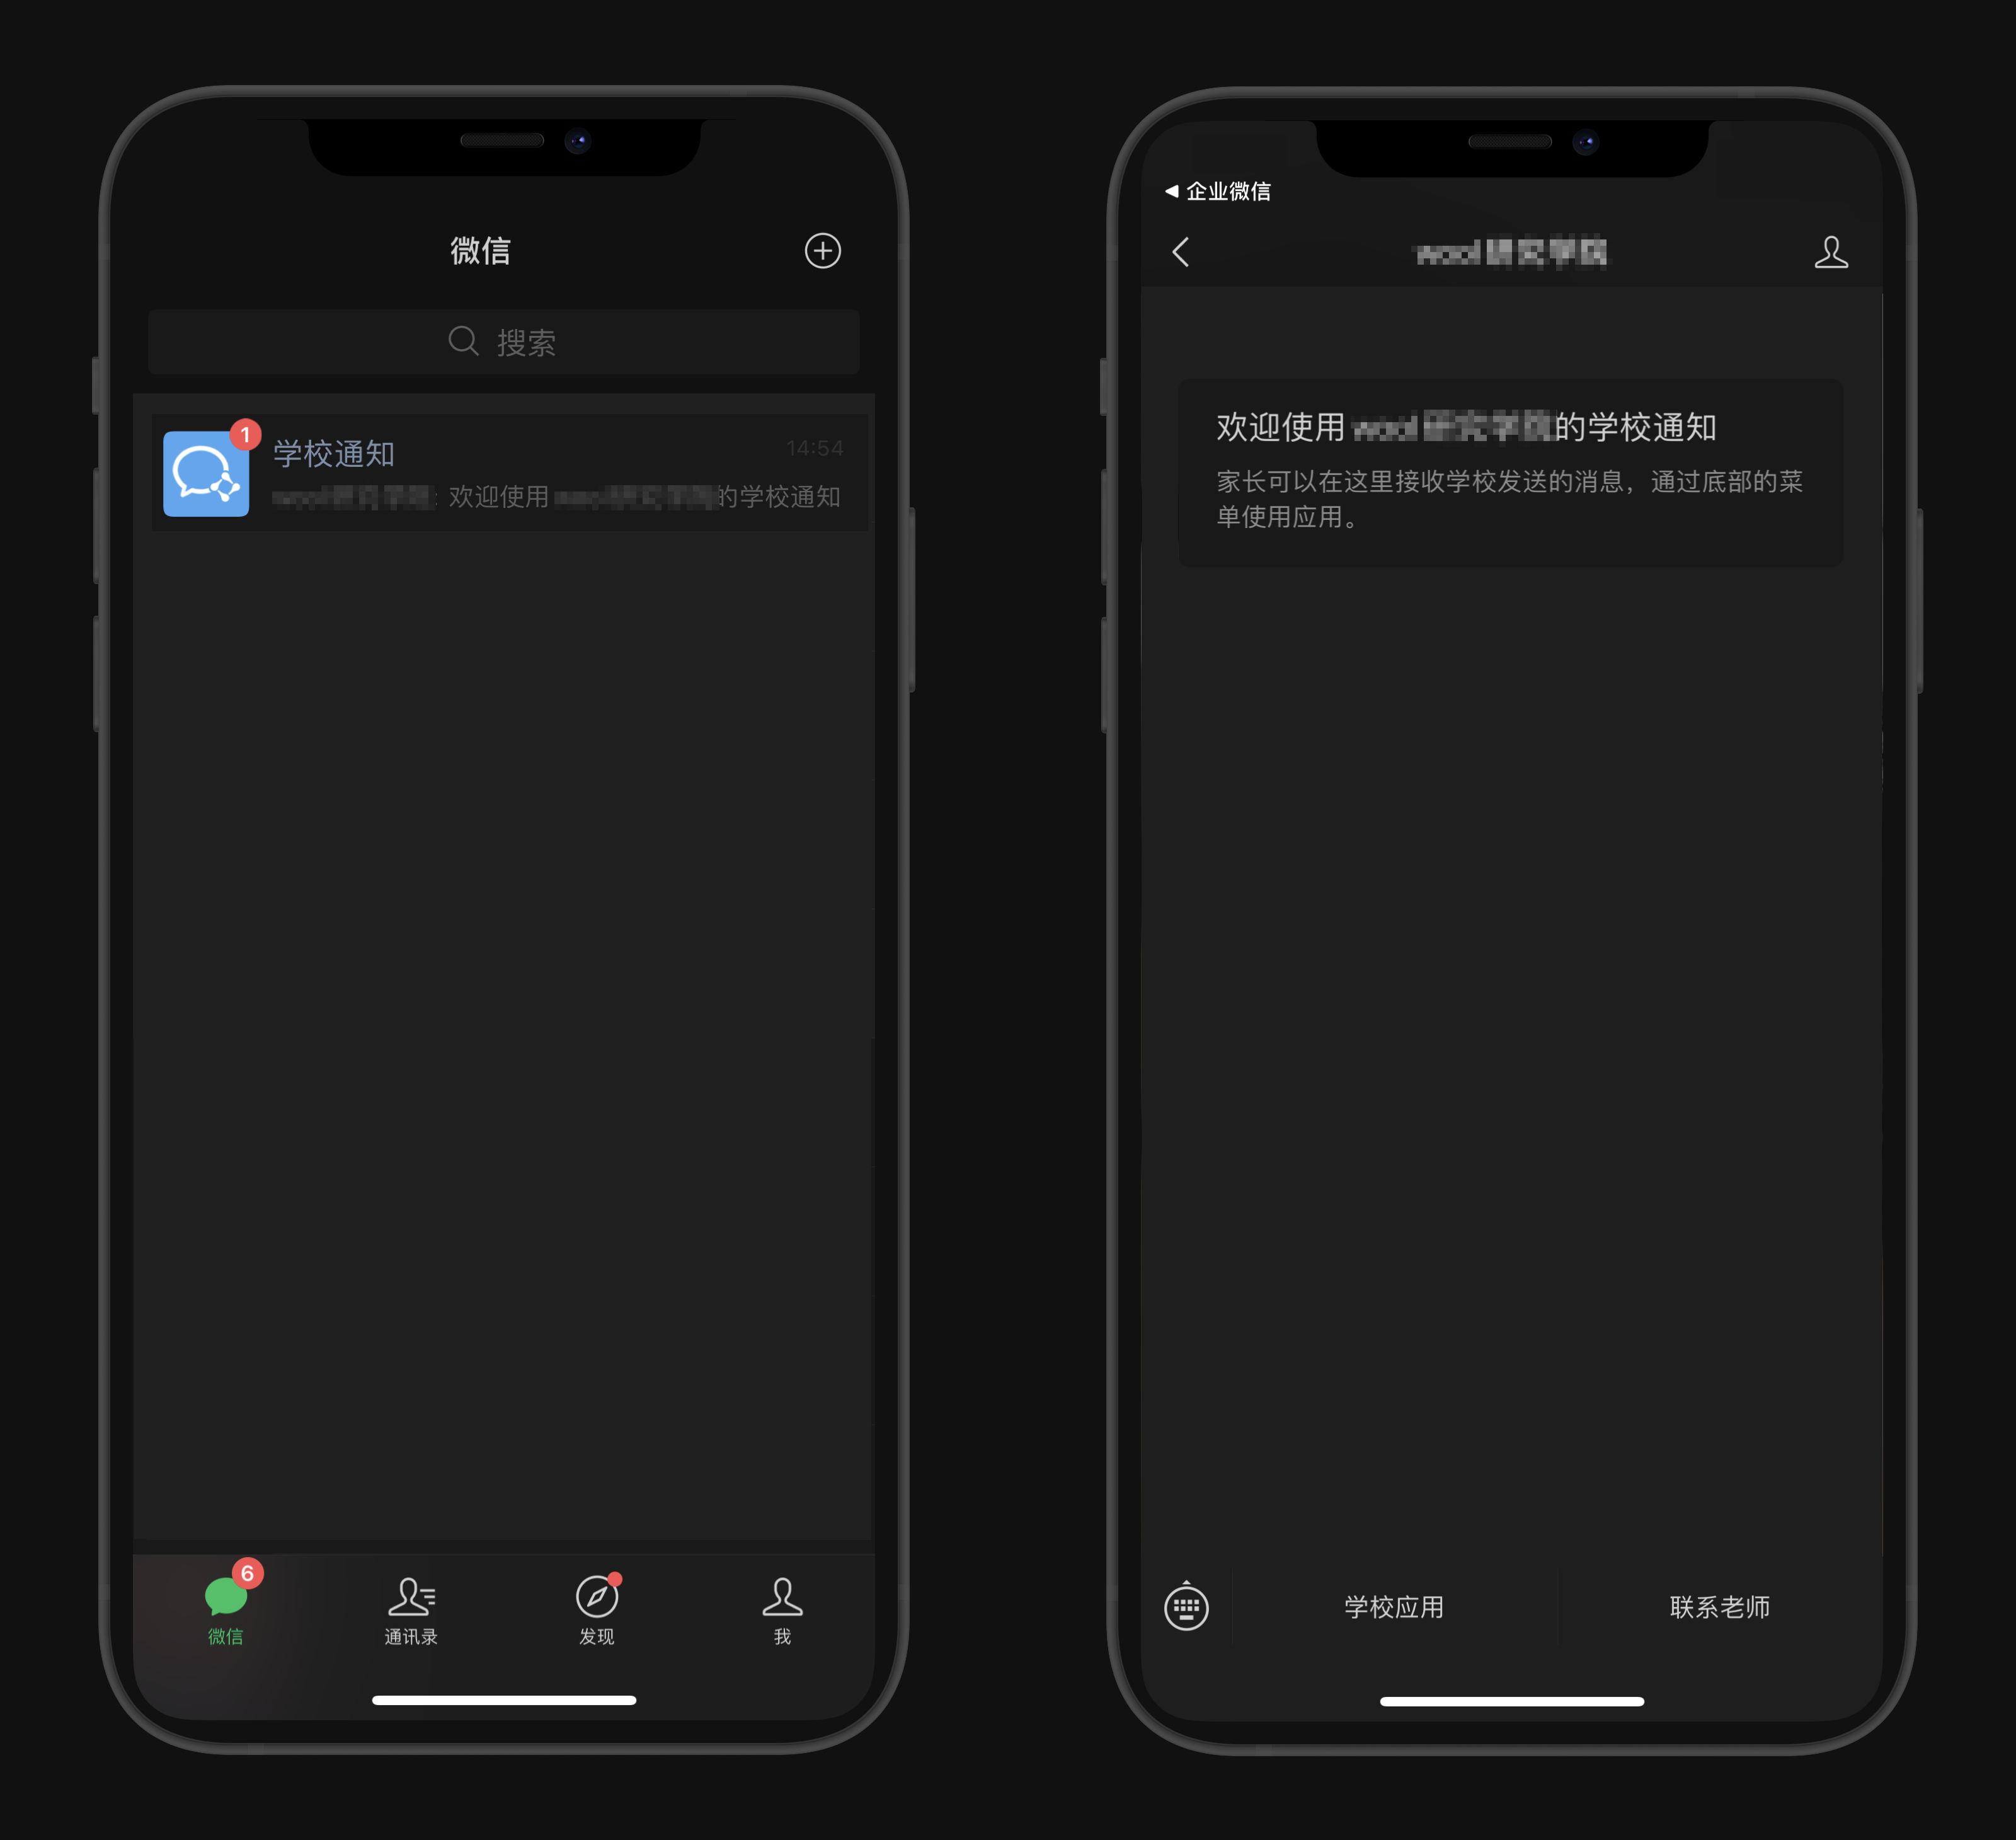 微信
搜索
1
学校通知
14:54
: 欢迎使用 的学校通知
6
微信
通讯录
发现
我
企业微信
欢迎使用 的学校通知
家长可以在这里接收学校发送的消息，通过底部的菜
单使用应用。
学校应用
联系老师